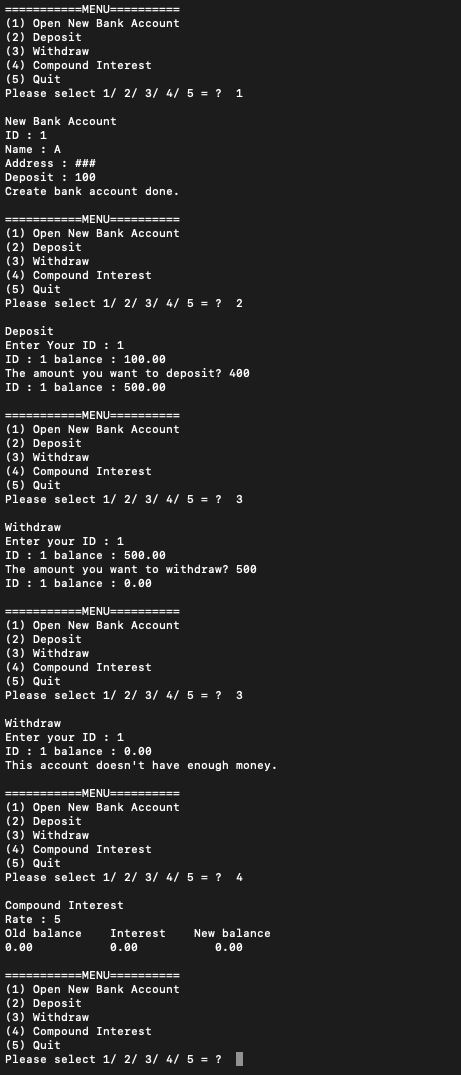 ===========MENU==========
(1) Open New Bank Account
(2) Deposit
(3) Withdraw
(4) Compound Interest
(5) Quit
Please select 1/ 2/ 3/ 4/ 5 = ?  1
New Bank Account
ID : 1
Name : A
Address : ###
Deposit : 100
Create bank account done.
===========MENU==========
(1) Open New Bank Account
(2) Deposit
(3) Withdraw
(4) Compound Interest
(5) Quit
Please select 1/ 2/ 3/ 4/ 5 = ?  2
Deposit
Enter Your ID : 1
ID : 1 balance : 100.00
The amount you want to deposit? 400
ID : 1 balance : 500.00
===========MENU==========
(1) Open New Bank Account
(2) Deposit
(3) Withdraw
(4) Compound Interest
(5) Quit
Please select 1/ 2/ 3/ 4/ 5 = ?  3
Withdraw
Enter your ID : 1
ID : 1 balance : 500.00
The amount you want to withdraw? 500
ID : 1 balance : 0.00
===========MENU==========
(1) Open New Bank Account
(2) Deposit
(3) Withdraw
(4) Compound Interest
(5) Quit
Please select 1/ 2/ 3/ 4/ 5 = ?  3
Withdraw
Enter your ID : 1
ID : 1 balance : 0.00
This account doesn't have enough money.
===========MENU==========
(1) Open New Bank Account
(2) Deposit
(3) Withdraw
(4) Compound Interest
(5) Quit
Please select 1/ 2/ 3/ 4/ 5 = ?  4
Compound Interest
Rate : 5
Old balance    Interest    New balance
0.00           0.00           0.00
===========MENU==========
(1) Open New Bank Account
(2) Deposit
(3) Withdraw
(4) Compound Interest
(5) Quit
Please select 1/ 2/ 3/ 4/ 5 = ?